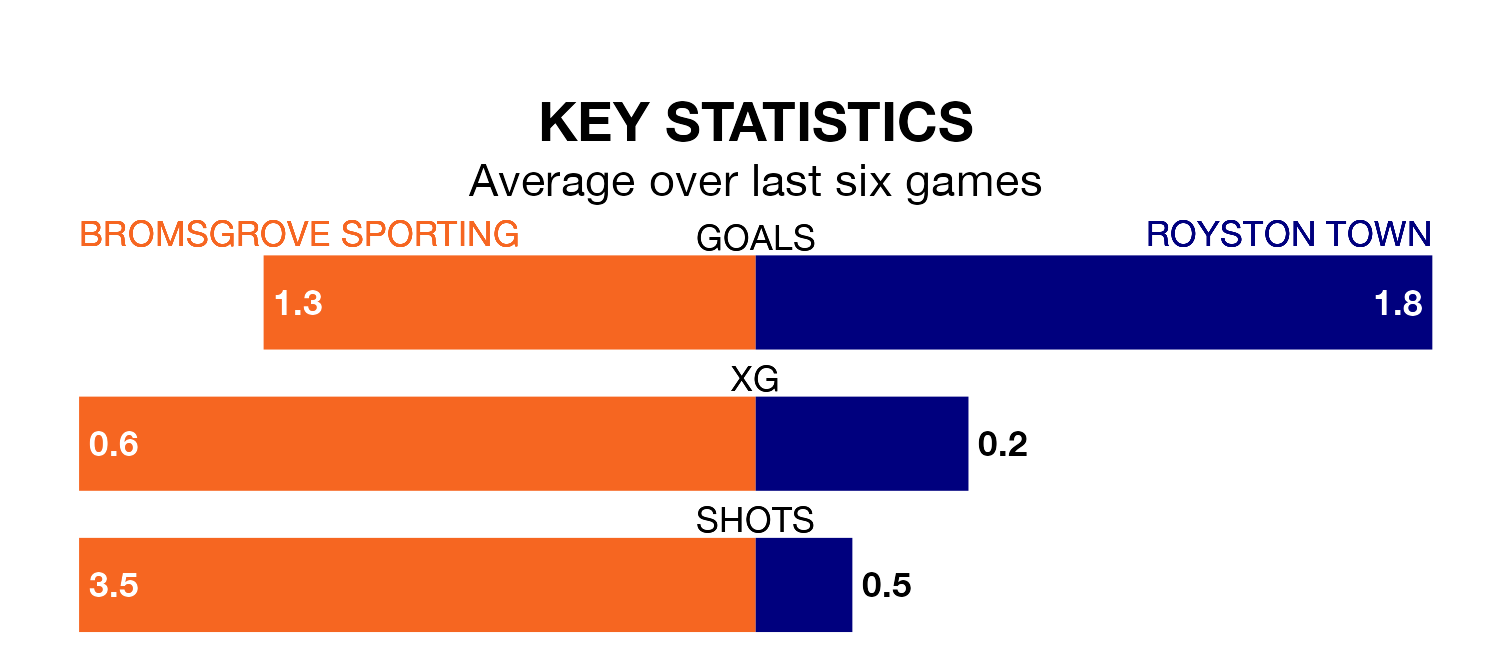 KEY STATISTICS
Average over last six games
BROMSGROVE SPORTING GOALS ROYSTON TOWN
1.3 1.8
XG
0.6 0.2
SHOTS
3.5 0.5